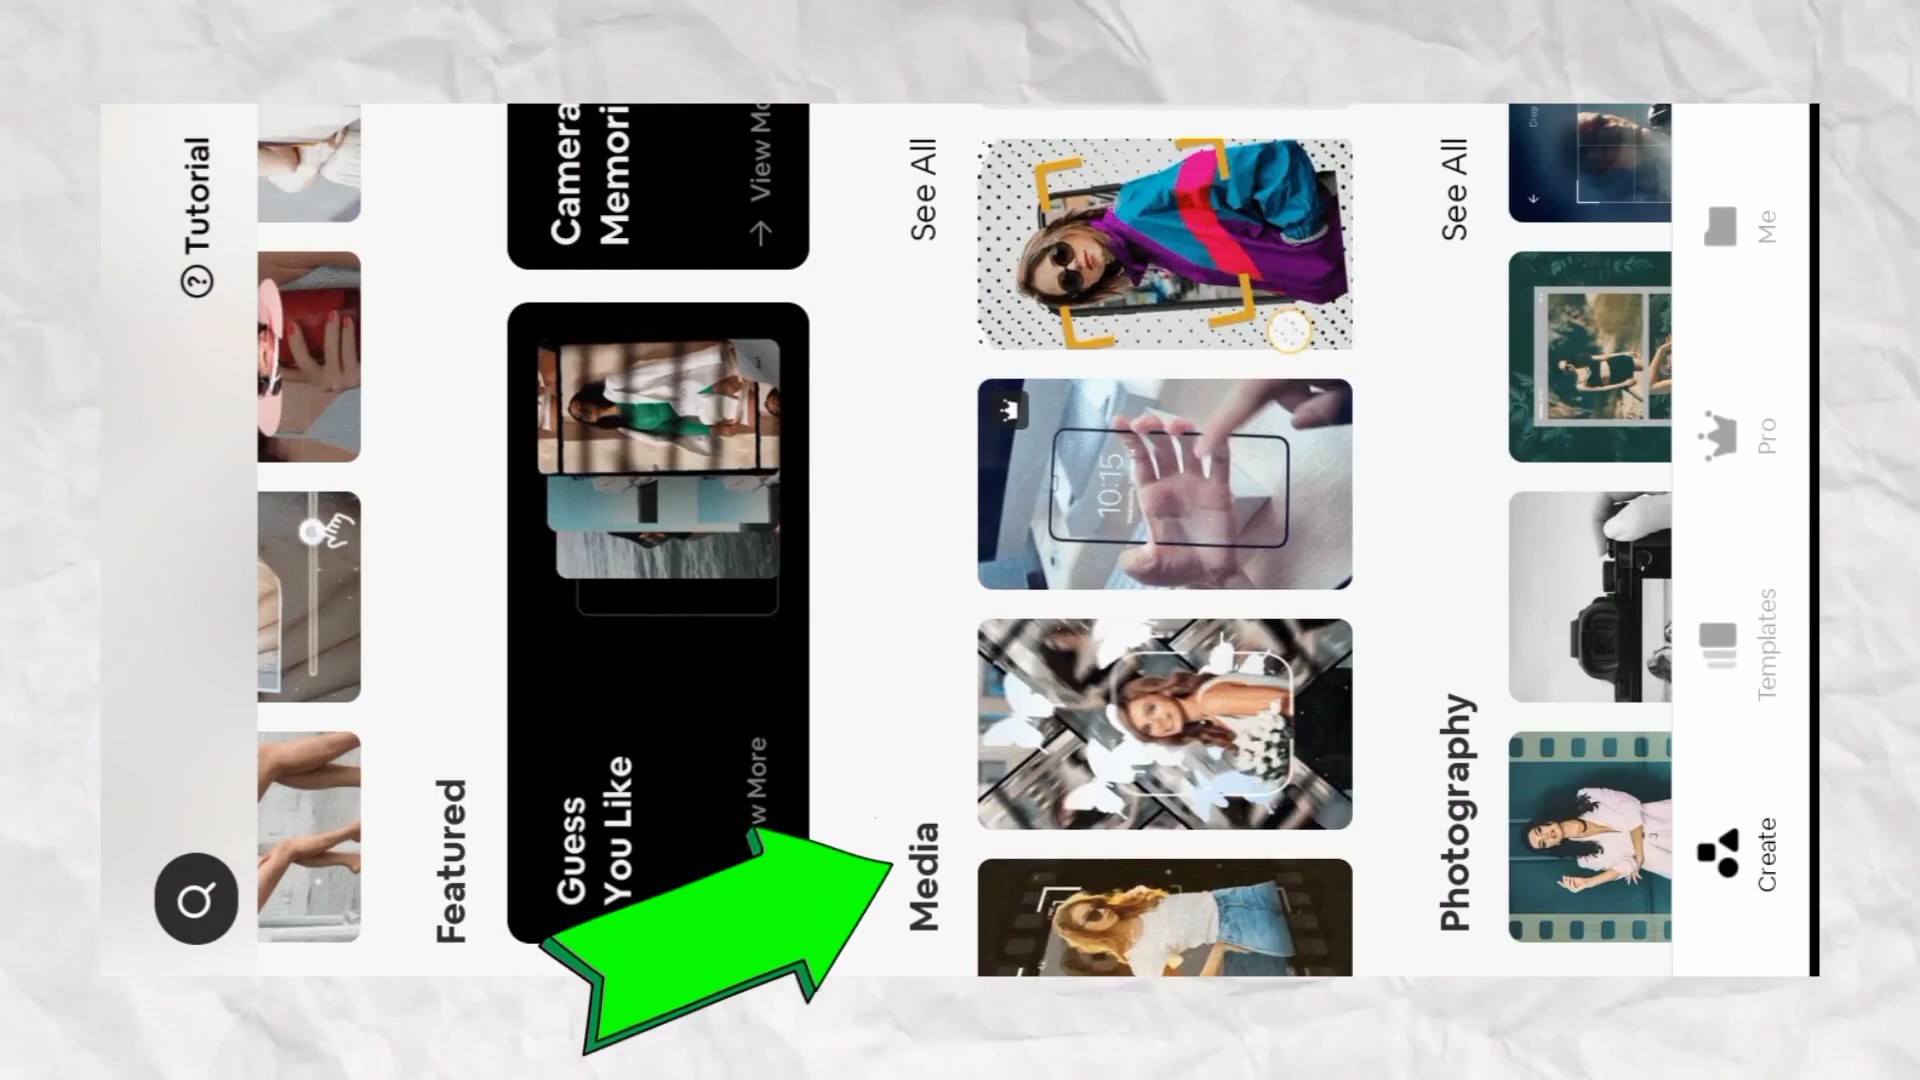 Tutorial
Featured
Guess
You Like
w More
Camera
Memori
View Mo
Media
See All
10:15
Photography
See All
Crop
Create
Templates
Pro
Me